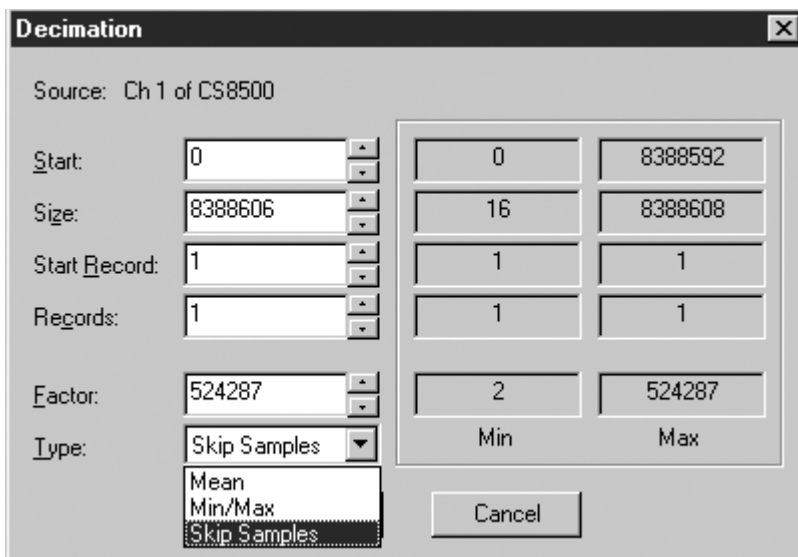 Decimation
Source: Ch 1 of CS8500
Start: 0 0 8388592
Size: 8388606 16 8388608
Start Record: 1 1 1
Records: 1 1 1
Factor: 524287 2 524287
Type: Skip Samples Min Max
Mean
Min/Max
Skip Samples
Cancel